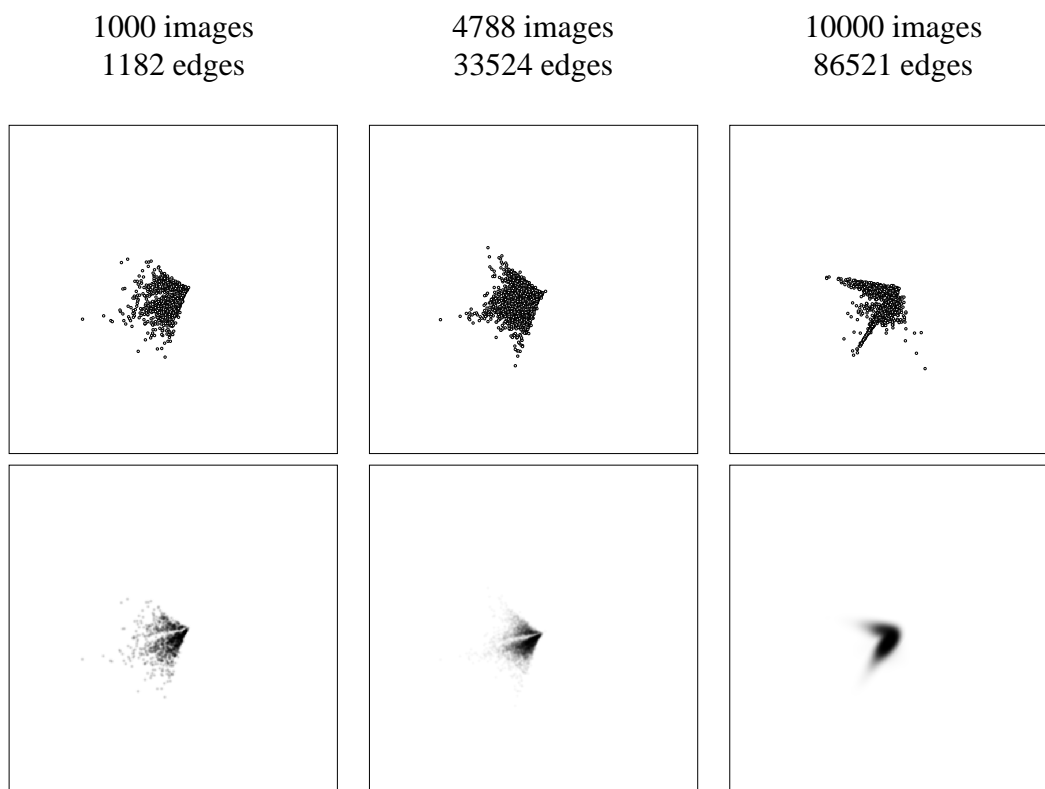 1000 images
1182 edges
4788 images
33524 edges
10000 images
86521 edges